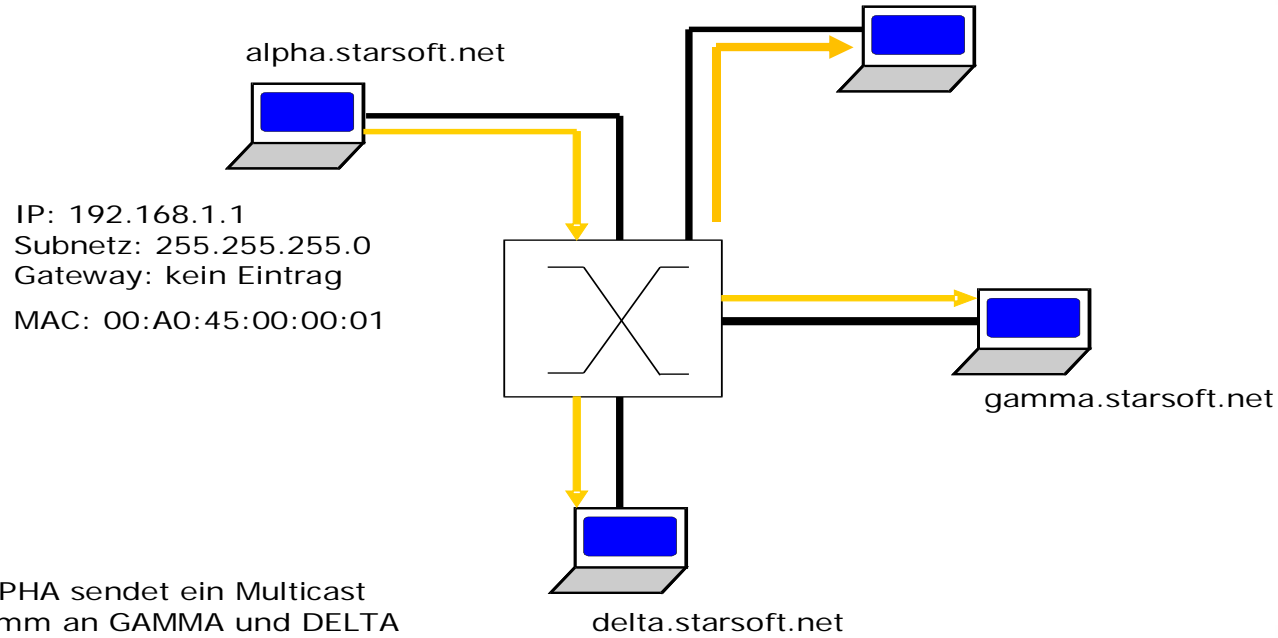 alpha.starsoft.net
IP: 192.168.1.1
Subnetz: 255.255.255.0
Gateway: kein Eintrag
MAC: 00:A0:45:00:00:01
gamma.starsoft.net
PHA sendet ein Multicast
mm an GAMMA und DELTA
delta.starsoft.net